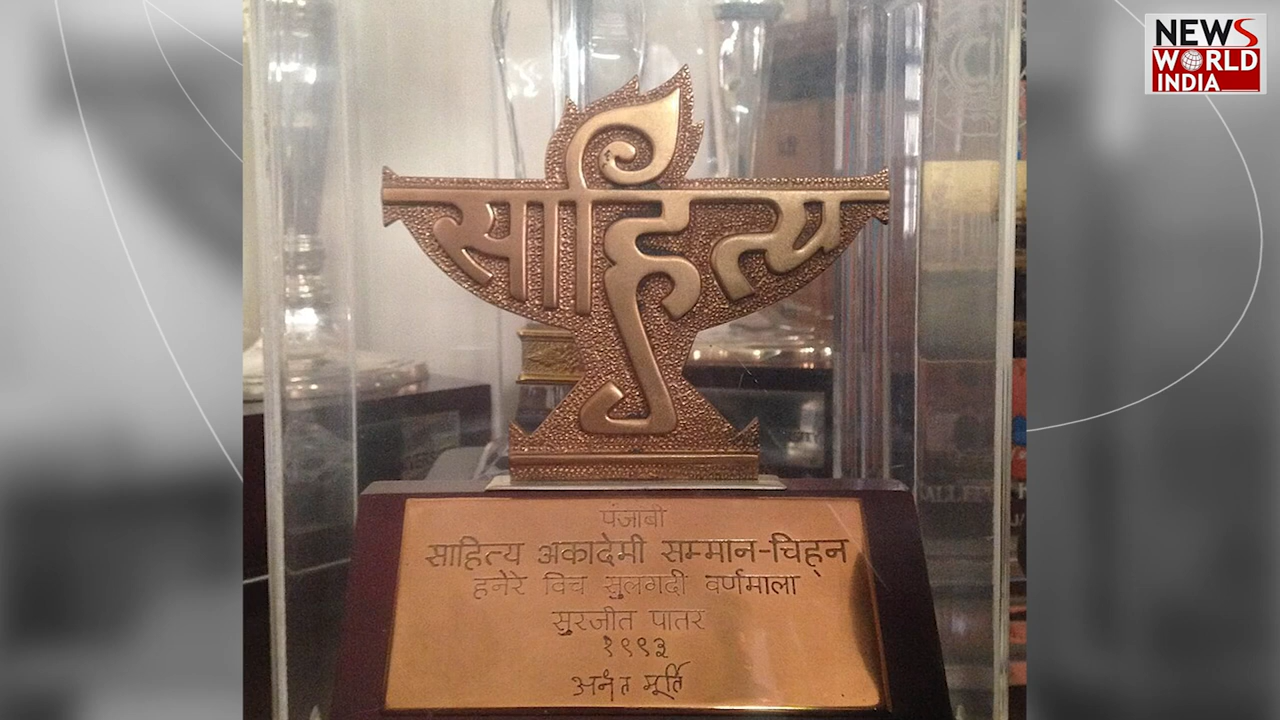 NEWS
WORLD
INDIA
साहित्य
पंजाबी
साहित्य अकादेमी सम्मान-चिह्‌न
हनेरे विच सुलगदी वर्णमाला
सुरजीत पातर
१९९३
अनंत मूर्ति